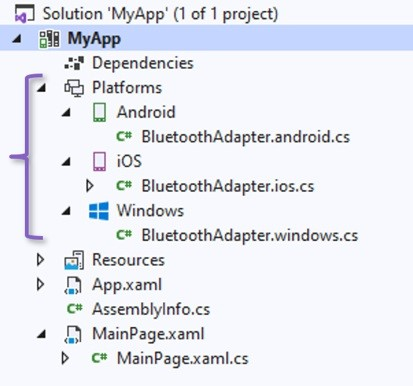 Solution 'MyApp' (1 of 1 project)
MyApp
Dependencies
Platforms
Android
C# BluetoothAdapter.android.cs
iOS
C# BluetoothAdapter.ios.cs
Windows
C# BluetoothAdapter.windows.cs
Resources
App.xaml
C# AssemblyInfo.cs
MainPage.xaml
C# MainPage.xaml.cs